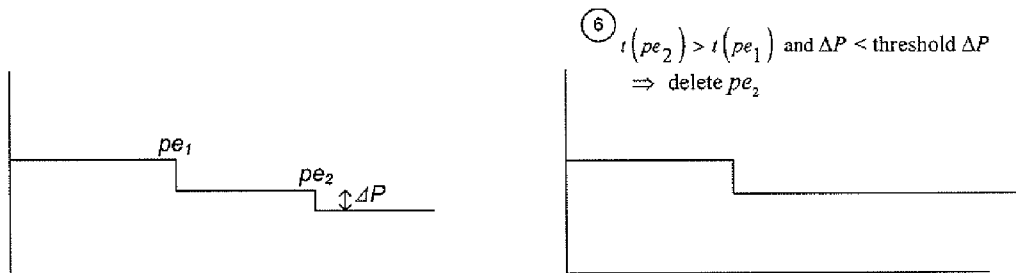 6
t(pe₂) > t(pe₁) and ΔP < threshold ΔP
⇒ delete pe₂
pe₁
pe₂
ΔP